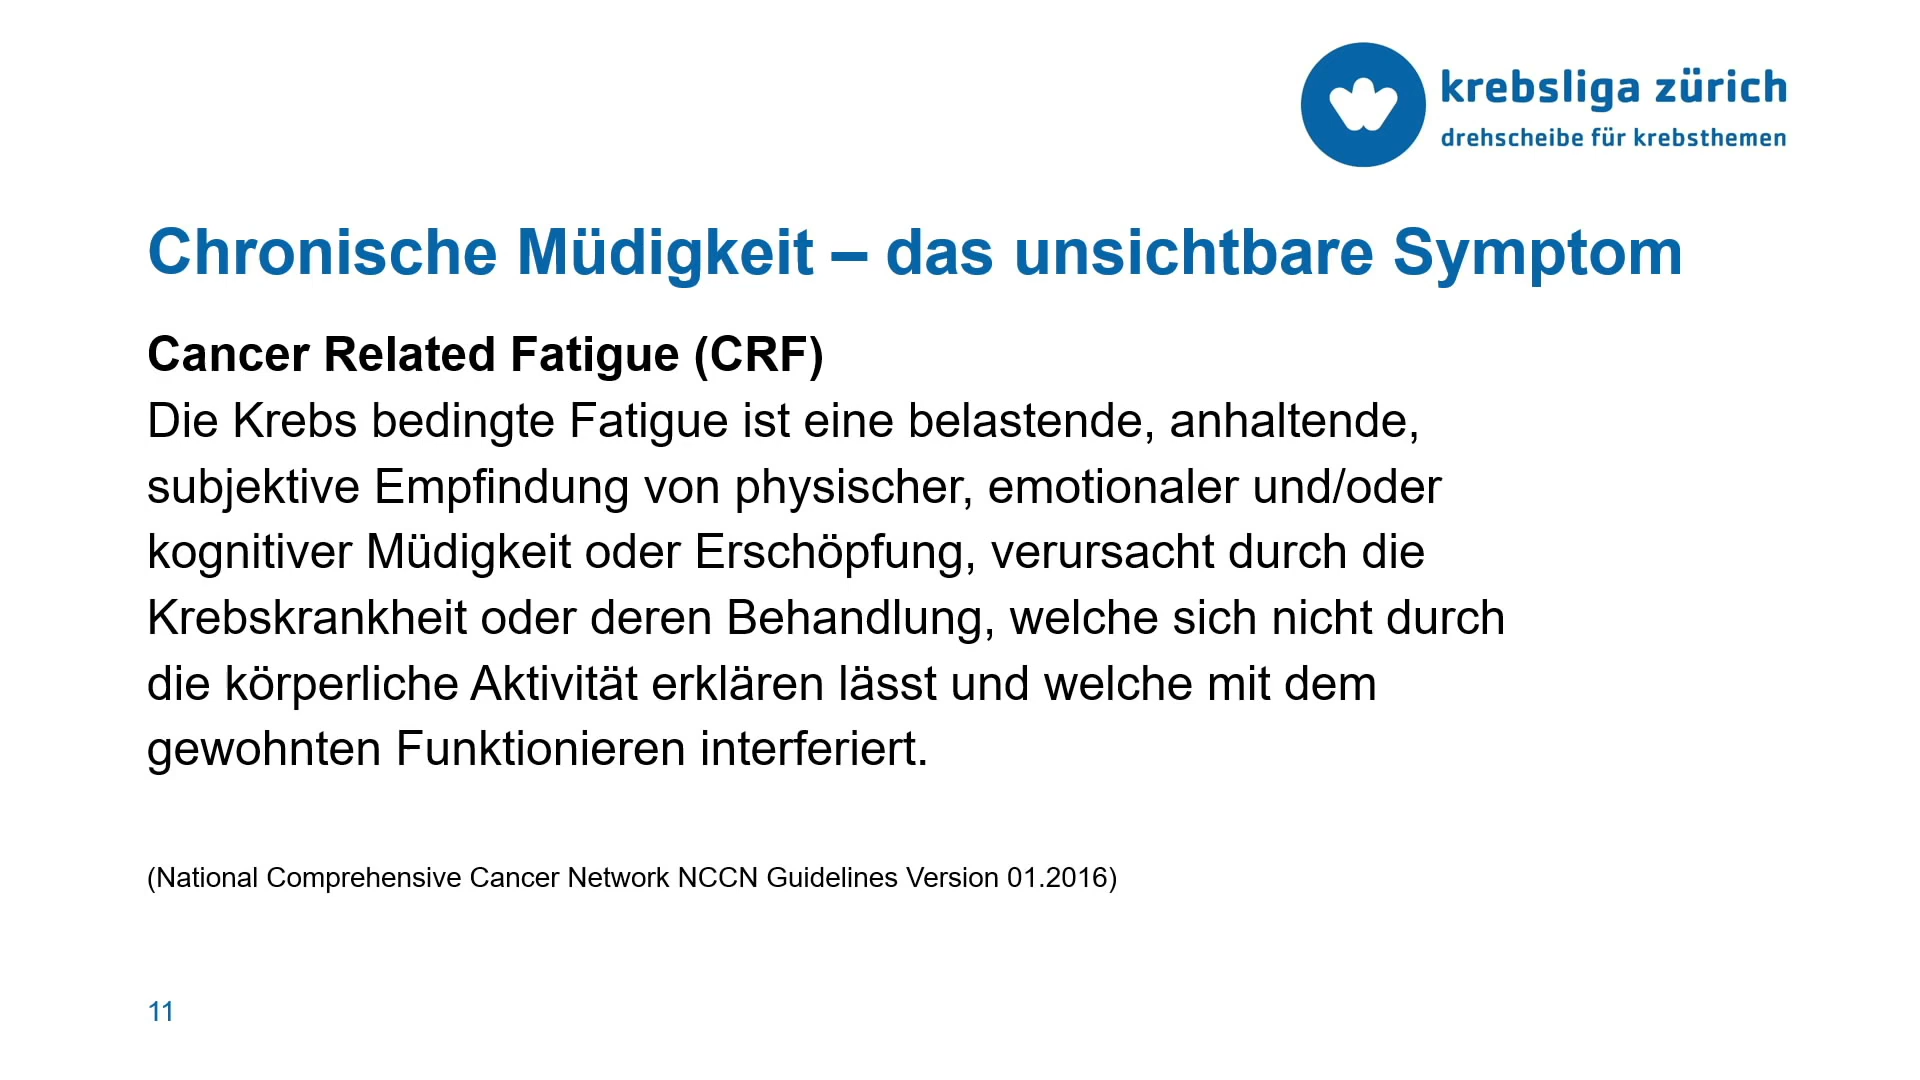 krebsliga zürich
drehscheibe für krebsthemen
Chronische Müdigkeit – das unsichtbare Symptom
Cancer Related Fatigue (CRF)
Die Krebs bedingte Fatigue ist eine belastende, anhaltende,
subjektive Empfindung von physischer, emotionaler und/oder
kognitiver Müdigkeit oder Erschöpfung, verursacht durch die
Krebskrankheit oder deren Behandlung, welche sich nicht durch
die körperliche Aktivität erklären lässt und welche mit dem
gewohnten Funktionieren interferiert.
(National Comprehensive Cancer Network NCCN Guidelines Version 01.2016)
11